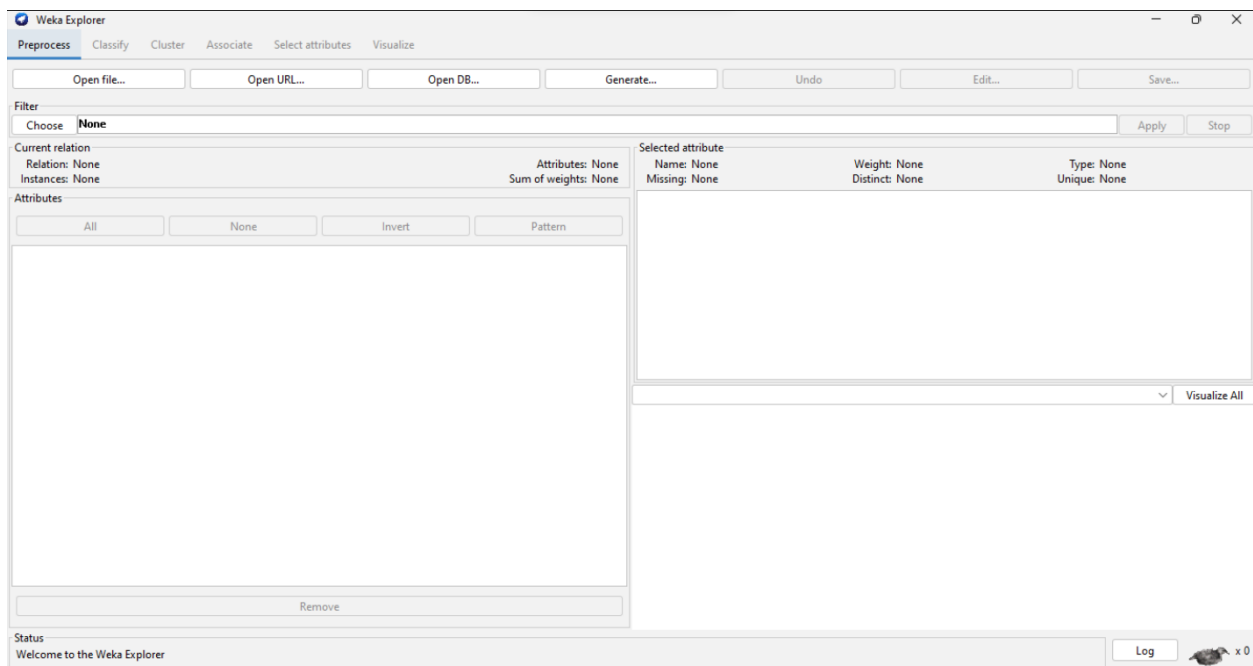 Weka Explorer
Preprocess Classify Cluster Associate Select attributes Visualize
Open file... Open URL... Open DB... Generate... Undo Edit... Save...
Filter
Choose None Apply Stop
Current relation
Relation: None Attributes: None
Instances: None Sum of weights: None
Selected attribute
Name: None Weight: None Type: None
Missing: None Distinct: None Unique: None
Attributes
All None Invert Pattern
Visualize All
Remove
Status
Welcome to the Weka Explorer
Log x 0